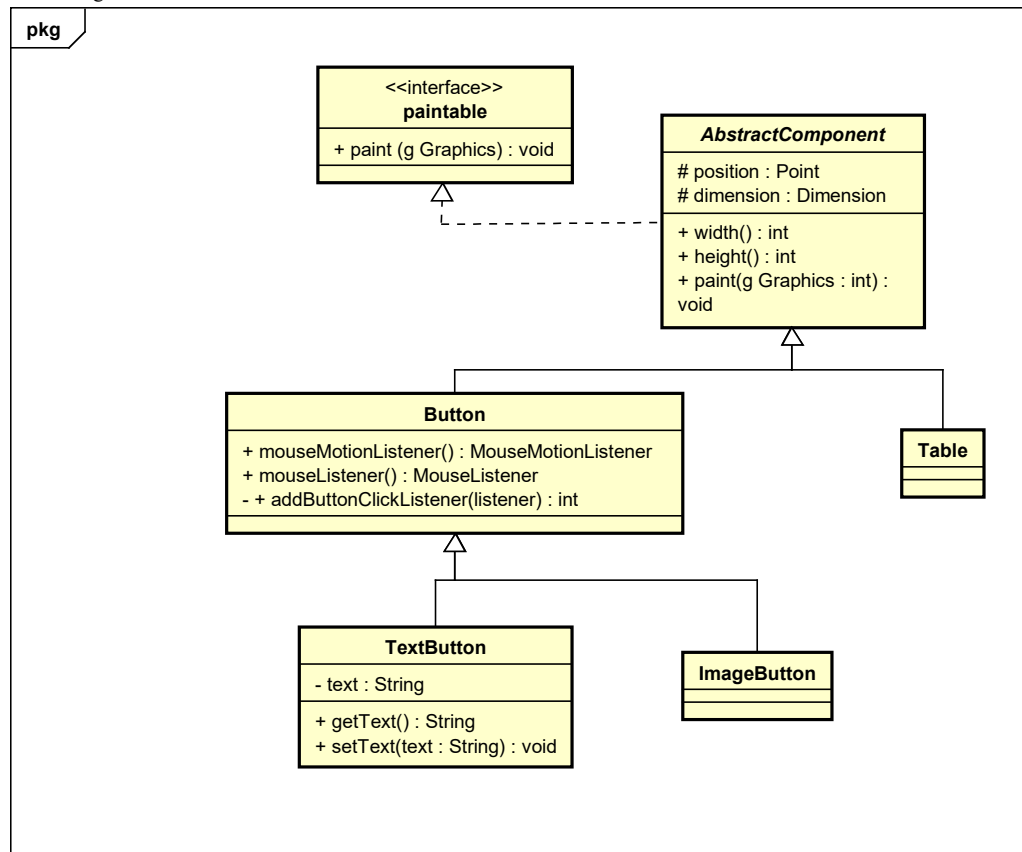 pkg
<<interface>>
paintable
+ paint (g Graphics) : void
AbstractComponent
# position : Point
# dimension : Dimension
+ width() : int
+ height() : int
+ paint(g Graphics : int) :
void
Button
+ mouseMotionListener() : MouseMotionListener
+ mouseListener() : MouseListener
- + addButtonClickListener(listener) : int
Table
TextButton
- text : String
+ getText() : String
+ setText(text : String) : void
ImageButton